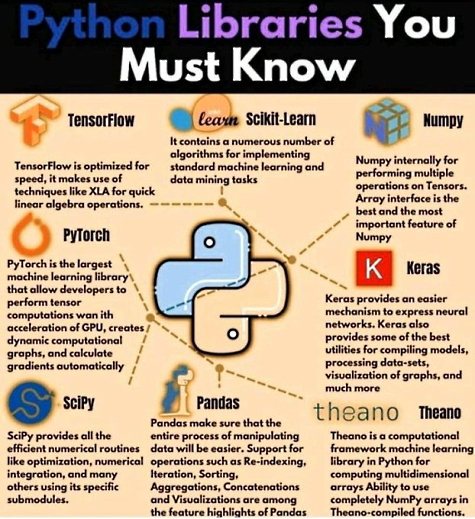 Python Libraries You
Must Know
TensorFlow
TensorFlow is optimized for
speed, it makes use of
techniques like XLA for quick
linear algebra operations.
learn Scikit-Learn
It contains a numerous number of
algorithms for implementing
standard machine learning and
data mining tasks
Numpy
Numpy internally for
performing multiple
operations on Tensors.
Array interface is the
best and the most
important feature of
Numpy
PyTorch
PyTorch is the largest
machine learning library
that allow developers to
perform tensor
computations wan ith
acceleration of GPU, creates
dynamic computational
graphs, and calculate
gradients automatically
K Keras
Keras provides an easier
mechanism to express neural
networks. Keras also
provides some of the best
utilities for compiling models,
processing data-sets,
visualization of graphs, and
much more
SciPy
SciPy provides all the
efficient numerical routines
like optimization, numerical
integration, and many
others using its specific
submodules.
Pandas
Pandas make sure that the
entire process of manipulating
data will be easier. Support for
operations such as Re-indexing,
Iteration, Sorting,
Aggregations, Concatenations
and Visualizations are among
the feature highlights of Pandas
theano Theano
Theano is a computational
framework machine learning
library in Python for
computing multidimensional
arrays Ability to use
completely NumPy arrays in
Theano-compiled functions.